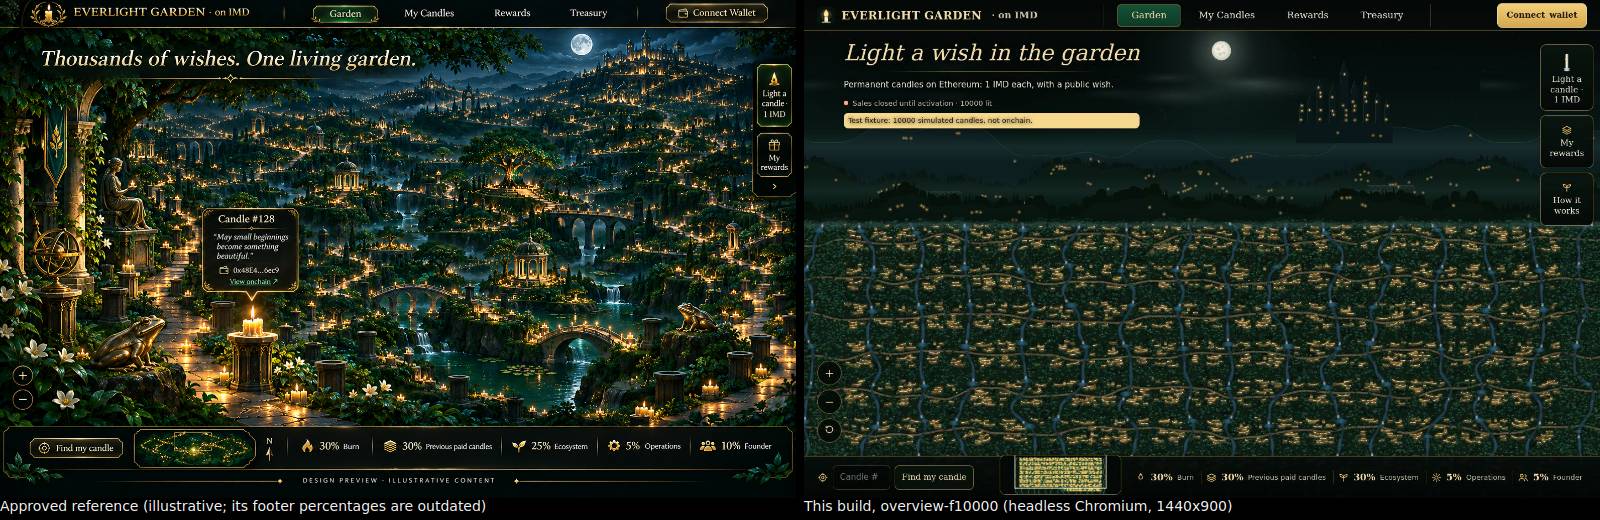 EVERLIGHT GARDEN · on IMD
Garden
My Candles
Rewards
Treasury
Connect Wallet
Thousands of wishes. One living garden.
Light a
candle·
1 IMD
My
rewards
Candle #128
"May small beginnings
become something
beautiful."
0x48E4...6ec9
View onchain ↗
+
−
Find my candle
N
30% Burn
30% Previous paid candles
25% Ecosystem
5% Operations
10% Founder
DESIGN PREVIEW · ILLUSTRATIVE CONTENT
Approved reference (illustrative; its footer percentages are outdated)
EVERLIGHT GARDEN · on IMD
Garden
My Candles
Rewards
Treasury
Connect wallet
Light a wish in the garden
Permanent candles on Ethereum: 1 IMD each, with a public wish.
Sales closed until activation · 10000 lit
Test fixture: 10000 simulated candles, not onchain.
Light a
candle ·
1 IMD
My
rewards
How it
works
+
−
Candle #
Find my candle
30% Burn
30% Previous paid candles
30% Ecosystem
5% Operations
5% Founder
This build, overview-f10000 (headless Chromium, 1440x900)